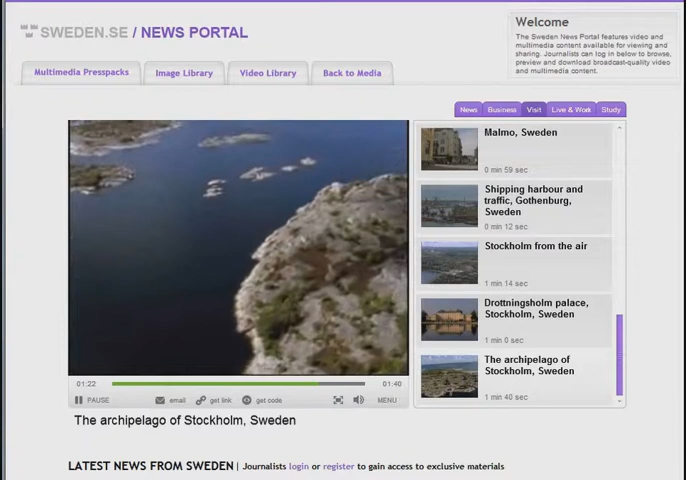 SWEDEN.SE / NEWS PORTAL
Welcome
The Sweden News Portal features video and
multimedia content available for viewing and
sharing. Journalists can log in below to browse,
preview and download broadcast-quality video
and multimedia content.
Multimedia Presspacks
Image Library
Video Library
Back to Media
News
Business
Visit
Live & Work
Study
Malmo, Sweden
0 min 59 sec
Shipping harbour and
traffic, Gothenburg,
Sweden
0 min 12 sec
Stockholm from the air
1 min 14 sec
Drottningsholm palace,
Stockholm, Sweden
1 min 0 sec
The archipelago of
Stockholm, Sweden
1 min 40 sec
01:22
01:40
PAUSE
email
get link
get code
MENU
The archipelago of Stockholm, Sweden
LATEST NEWS FROM SWEDEN | Journalists login or register to gain access to exclusive materials